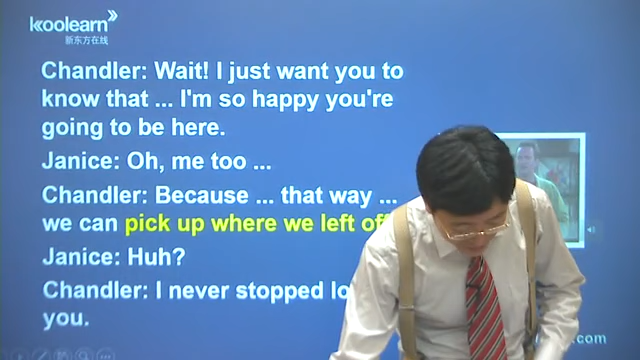 koolearn
新东方在线
Chandler: Wait! I just want you to
know that ... I'm so happy you're
going to be here.
Janice: Oh, me too ...
Chandler: Because ... that way ...
we can pick up where we left of
Janice: Huh?
Chandler: I never stopped lo
you.
.com